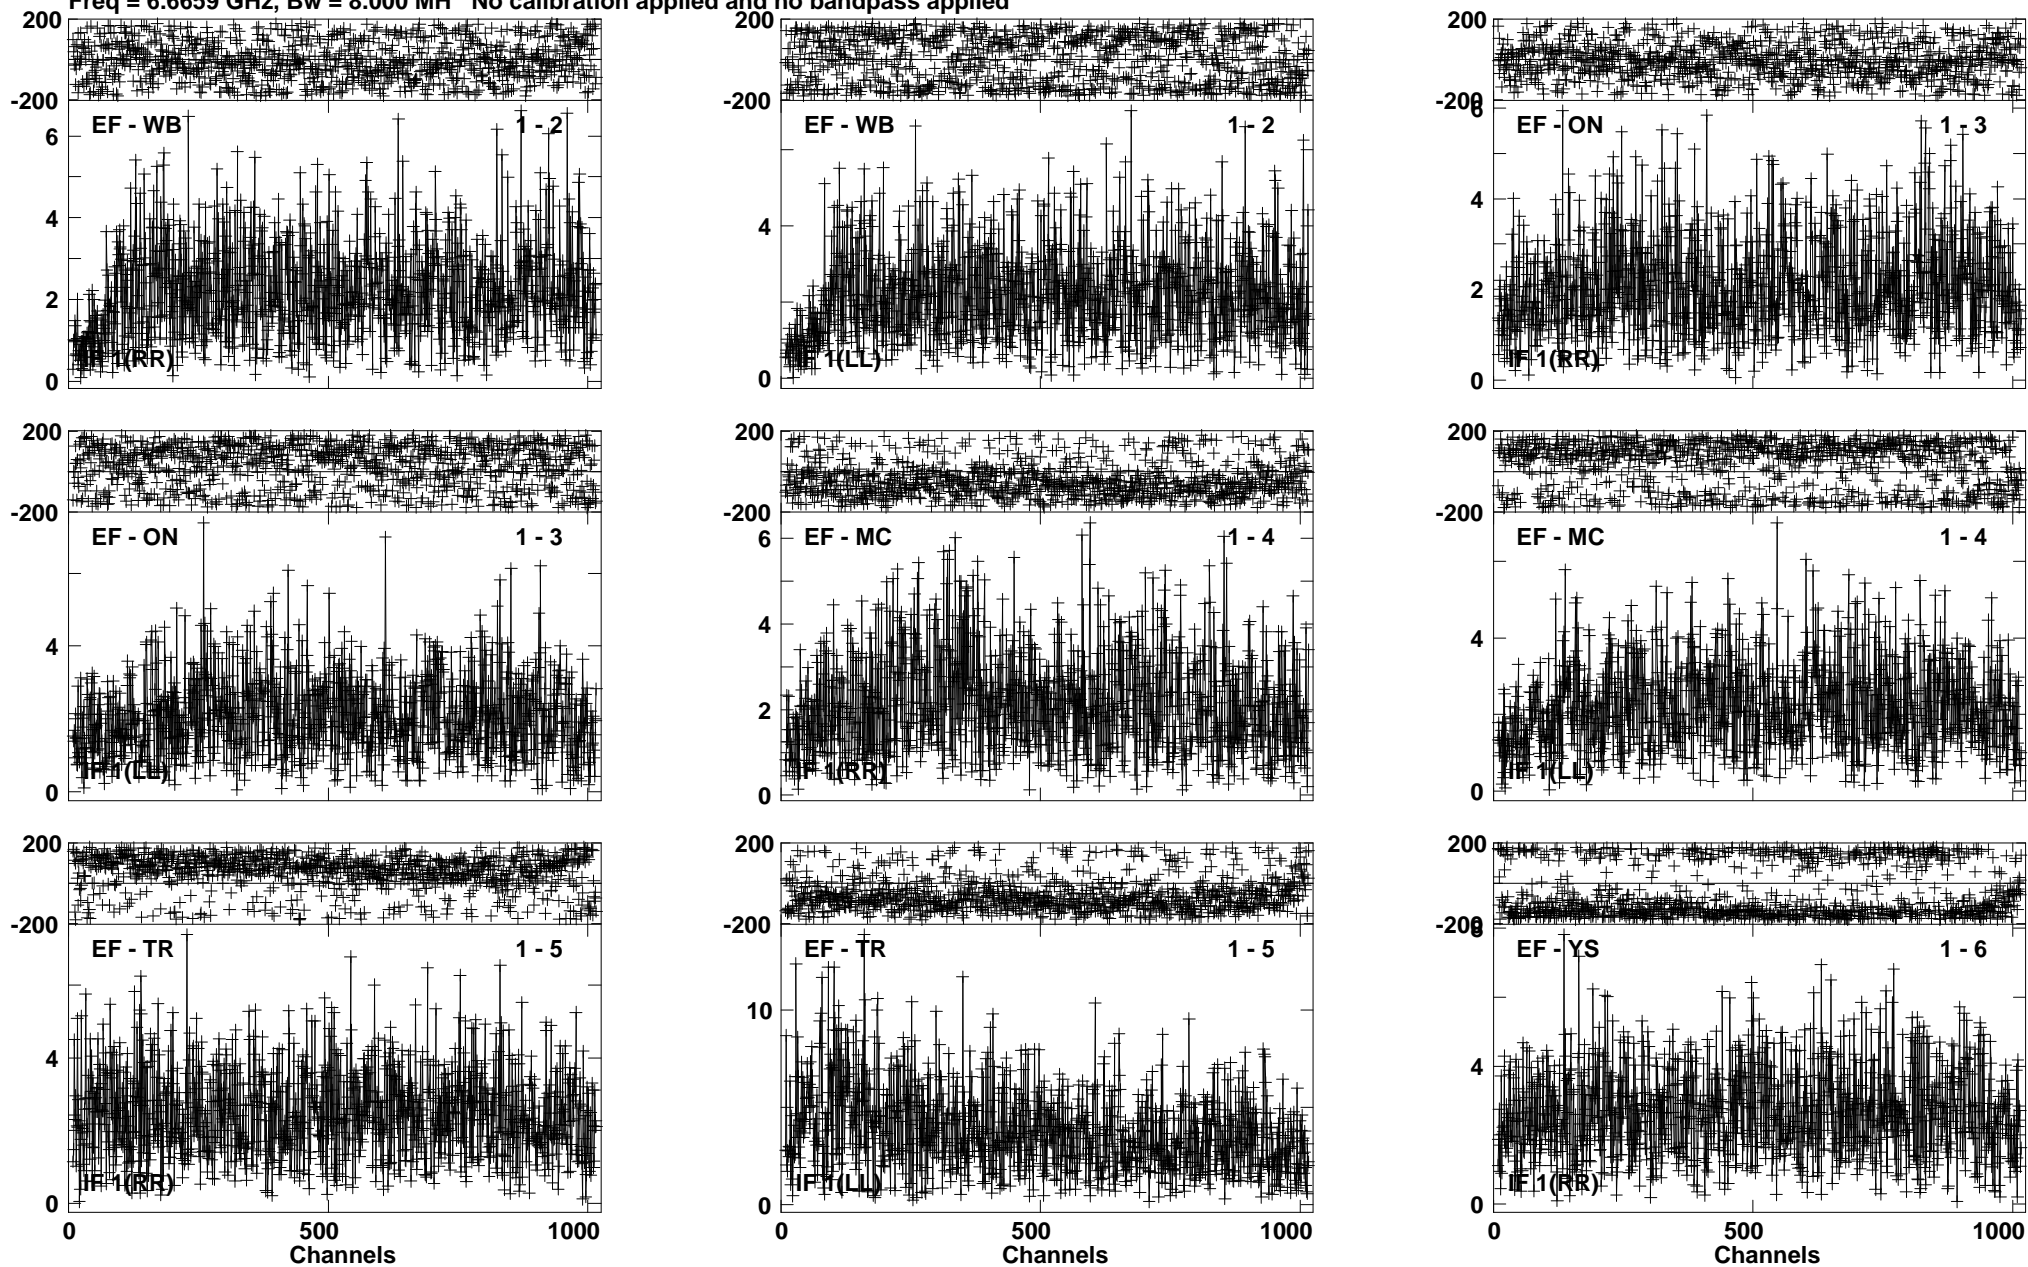 Freq = 6.6659 GHz, Bw = 8.000 MH No calibration applied and no bandpass applied
200
-200
EF - WB
1 - 2
6
4
2
0
IF 1(RR)
200
-200
EF - WB
1 - 2
4
0
IF 1(LL)
200
-200
6
EF - ON
1 - 3
4
2
0
IF 1(RR)
200
-200
EF - ON
1 - 3
4
0
IF 1(LL)
200
-200
EF - MC
1 - 4
6
4
2
0
IF 1(RR)
200
-200
EF - MC
1 - 4
4
0
IF 1(LL)
200
-200
EF - TR
1 - 5
4
0
IF 1(RR)
0
500
1000
Channels
200
-200
EF - TR
1 - 5
10
0
IF 1(LL)
0
500
1000
Channels
200
-200
8
EF - YS
1 - 6
4
0
IF 1(RR)
0
500
1000
Channels